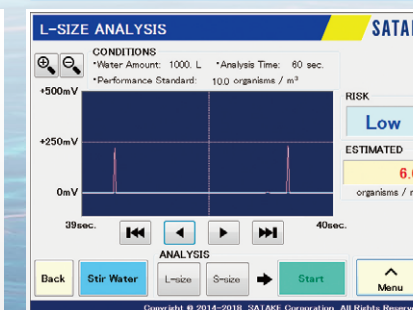 L-SIZE ANALYSIS
CONDITIONS
*Water Amount: 1000. L *Analysis Time: 60 sec.
*Performance Standard: 10.0 organisms / m³
+500mV
RISK
Low
+250mV
ESTIMATED
6.
0mV
organisms /
39sec. 40sec.
ANALYSIS
Back Stir Water L-size S-size Start Menu
Copyright © 2014-2018 SATAKE Corporation All Rights